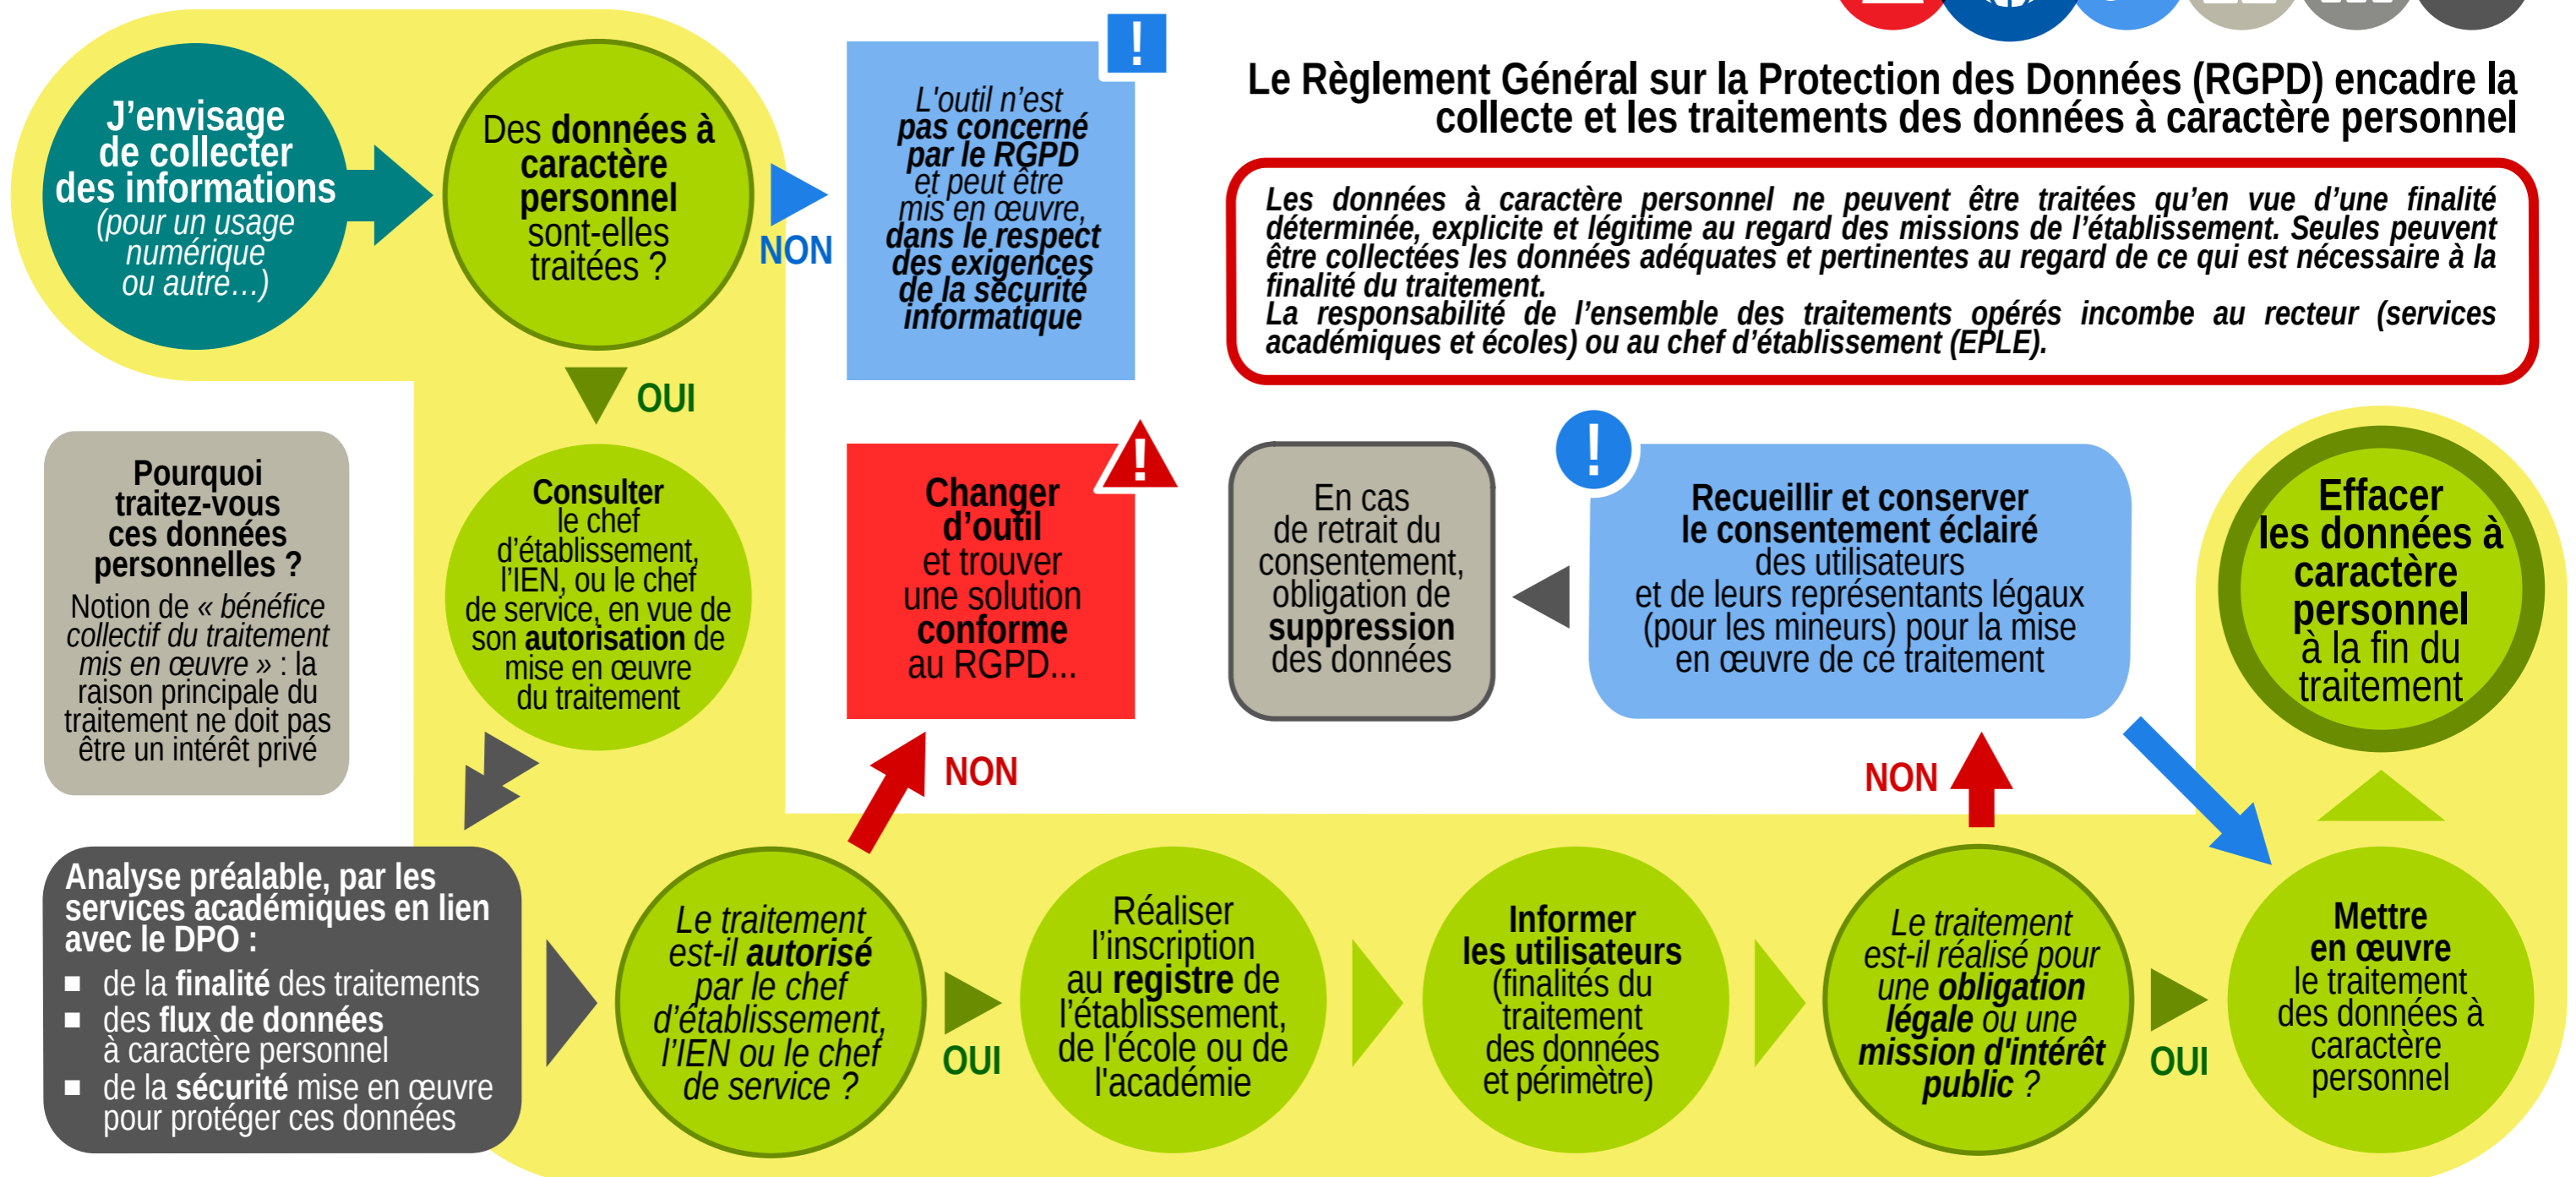 J'envisage
de collecter
des informations
(pour un usage
numérique
ou autre…)
Des données à
caractère
personnel
sont-elles
traitées ?
NON
!
L'outil n’est
pas concerné
par le RGPD
et peut être
mis en œuvre,
dans le respect
des exigences
de la sécurité
informatique
Le Règlement Général sur la Protection des Données (RGPD) encadre la
collecte et les traitements des données à caractère personnel
Les données à caractère personnel ne peuvent être traitées qu’en vue d’une finalité
déterminée, explicite et légitime au regard des missions de l’établissement. Seules peuvent
être collectées les données adéquates et pertinentes au regard de ce qui est nécessaire à la
finalité du traitement.
La responsabilité de l’ensemble des traitements opérés incombe au recteur (services
académiques et écoles) ou au chef d’établissement (EPLE).
OUI
Pourquoi
traitez-vous
ces données
personnelles ?
Notion de « bénéfice
collectif du traitement
mis en œuvre » : la
raison principale du
traitement ne doit pas
être un intérêt privé
Consulter
le chef
d’établissement,
l’IEN, ou le chef
de service, en vue de
son autorisation de
mise en œuvre
du traitement
!
Changer
d’outil
et trouver
une solution
conforme
au RGPD...
NON
En cas
de retrait du
consentement,
obligation de
suppression
des données
!
Recueillir et conserver
le consentement éclairé
des utilisateurs
et de leurs représentants légaux
(pour les mineurs) pour la mise
en œuvre de ce traitement
NON
Effacer
les données à
caractère
personnel
à la fin du
traitement
Analyse préalable, par les
services académiques en lien
avec le DPO :
■ de la finalité des traitements
■ des flux de données
à caractère personnel
■ de la sécurité mise en œuvre
pour protéger ces données
Le traitement
est-il autorisé
par le chef
d’établissement,
l’IEN ou le chef
de service ?
OUI
Réaliser
l’inscription
au registre de
l’établissement,
de l'école ou de
l'académie
Informer
les utilisateurs
(finalités du
traitement
des données
et périmètre)
Le traitement
est-il réalisé pour
une obligation
légale ou une
mission d'intérêt
public ?
OUI
Mettre
en œuvre
le traitement
des données à
caractère
personnel